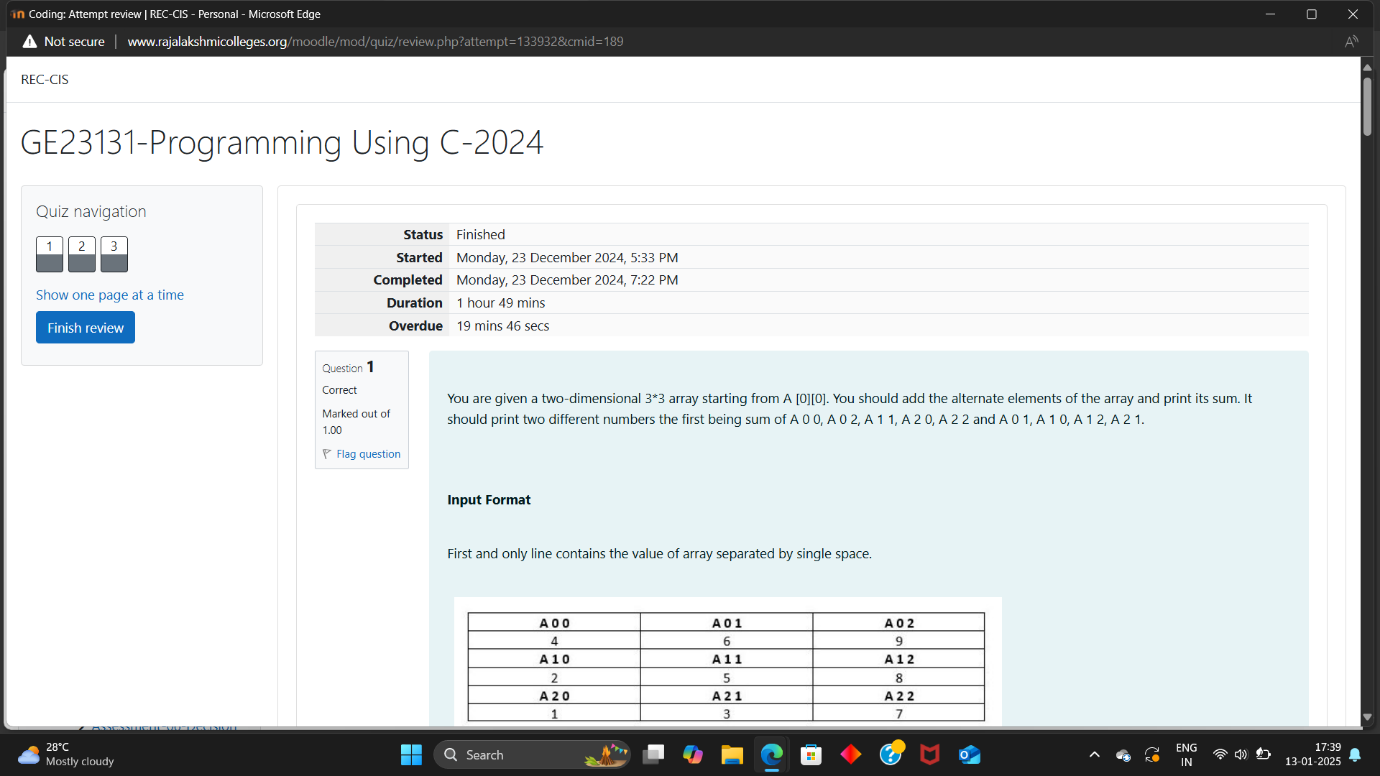 Coding: Attempt review | REC-CIS - Personal - Microsoft Edge
Not secure | www.rajalakshmicolleges.org/moodle/mod/quiz/review.php?attempt=133932&cmid=189
REC-CIS
GE23131-Programming Using C-2024
Quiz navigation
1 2 3
Show one page at a time
Finish review
Status Finished
Started Monday, 23 December 2024, 5:33 PM
Completed Monday, 23 December 2024, 7:22 PM
Duration 1 hour 49 mins
Overdue 19 mins 46 secs
Question 1
Correct
Marked out of
1.00
Flag question
You are given a two-dimensional 3*3 array starting from A [0][0]. You should add the alternate elements of the array and print its sum. It
should print two different numbers the first being sum of A 0 0, A 0 2, A 1 1, A 2 0, A 2 2 and A 0 1, A 1 0, A 1 2, A 2 1.
Input Format
First and only line contains the value of array separated by single space.
A 0 0 A 0 1 A 0 2
4 6 9
A 1 0 A 1 1 A 1 2
2 5 8
A 2 0 A 2 1 A 2 2
1 3 7
28°C
Mostly cloudy
Search
ENG
IN
17:39
13-01-2025